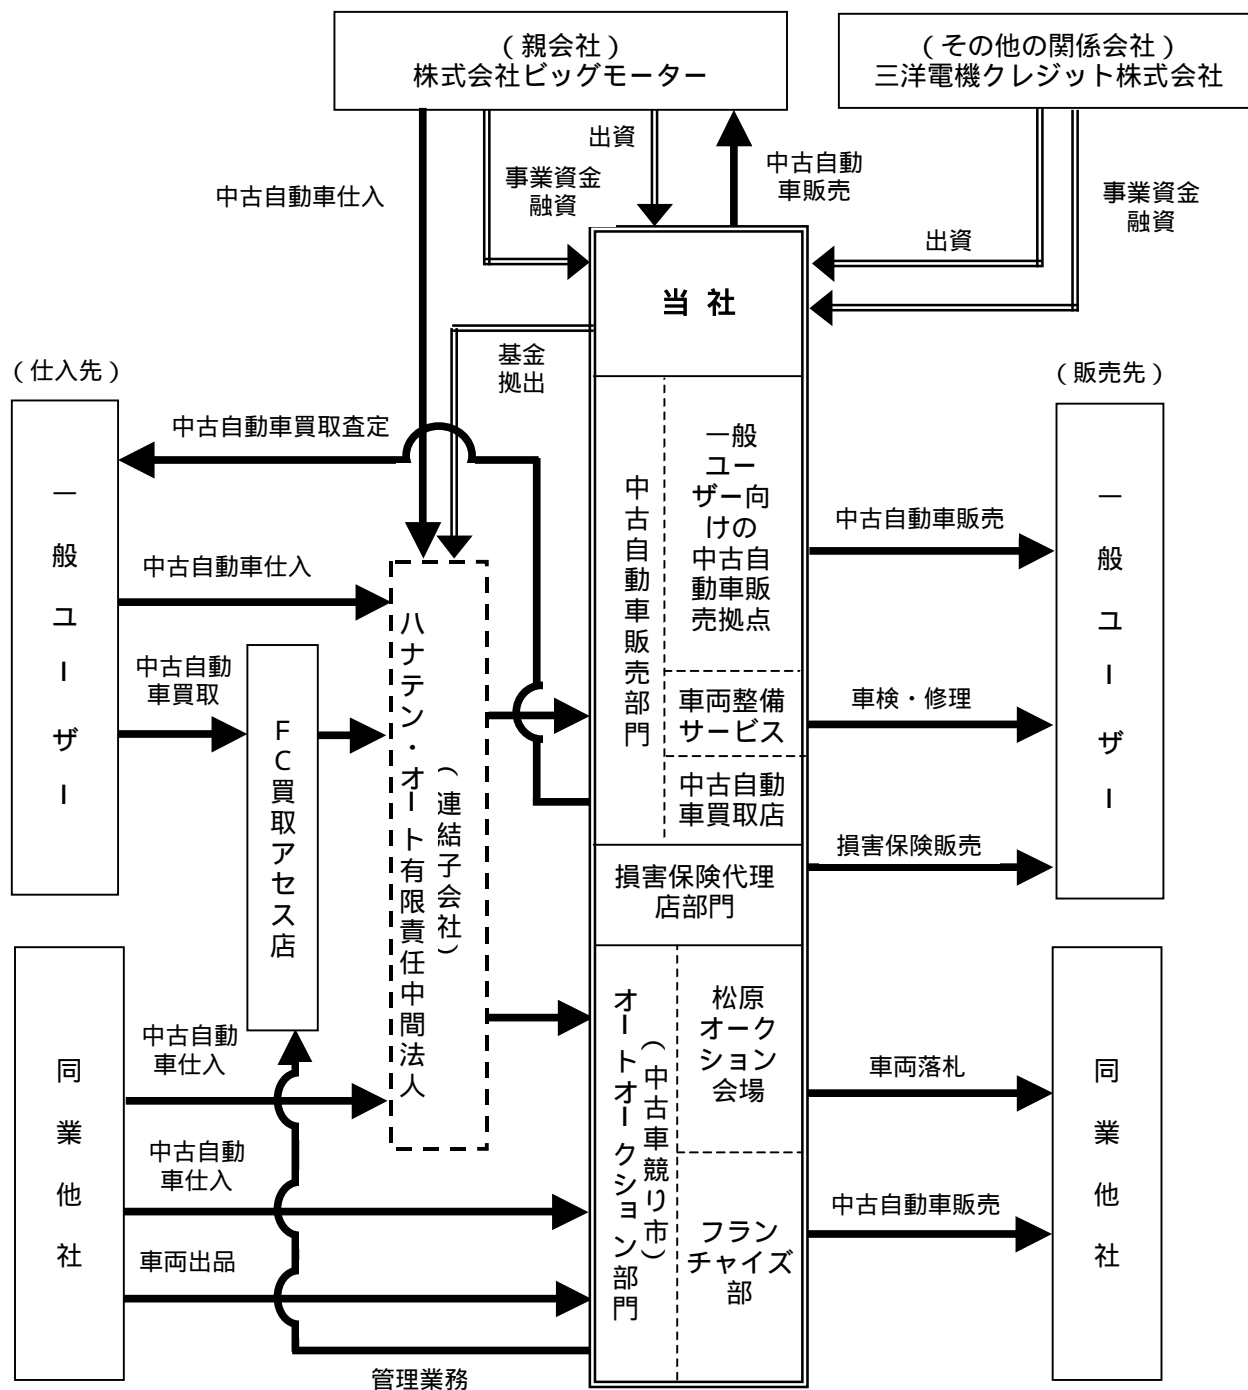 (親会社)
株式会社ビッグモーター
(その他の関係会社)
三洋電機クレジット株式会社
中古自動車仕入
事業資金
融資
出資
中古自動
車販売
出資
事業資金
融資
当 社
基金
拠出
(仕入先)
一般ユーザー
中古自動車買取査定
中古自動車仕入
中古自動
車買取
FC買取アセス店
ハナテン・オート有限責任中間法人
(連結子会社)
同業他社
中古自動
車仕入
中古自動
車仕入
車両出品
管理業務
中古自動車販売部門
一般
ユー
ザー向
けの
中古自
動車販
売拠点
車両整備
サービス
中古自動
車買取店
損害保険代理
店部門
オートオークション部門
(中古車競り市)
松原
オーク
ション
会場
フラン
チャイズ
部
(販売先)
中古自動車販売
車検・修理
損害保険販売
一般ユーザー
車両落札
中古自動車販売
同業他社